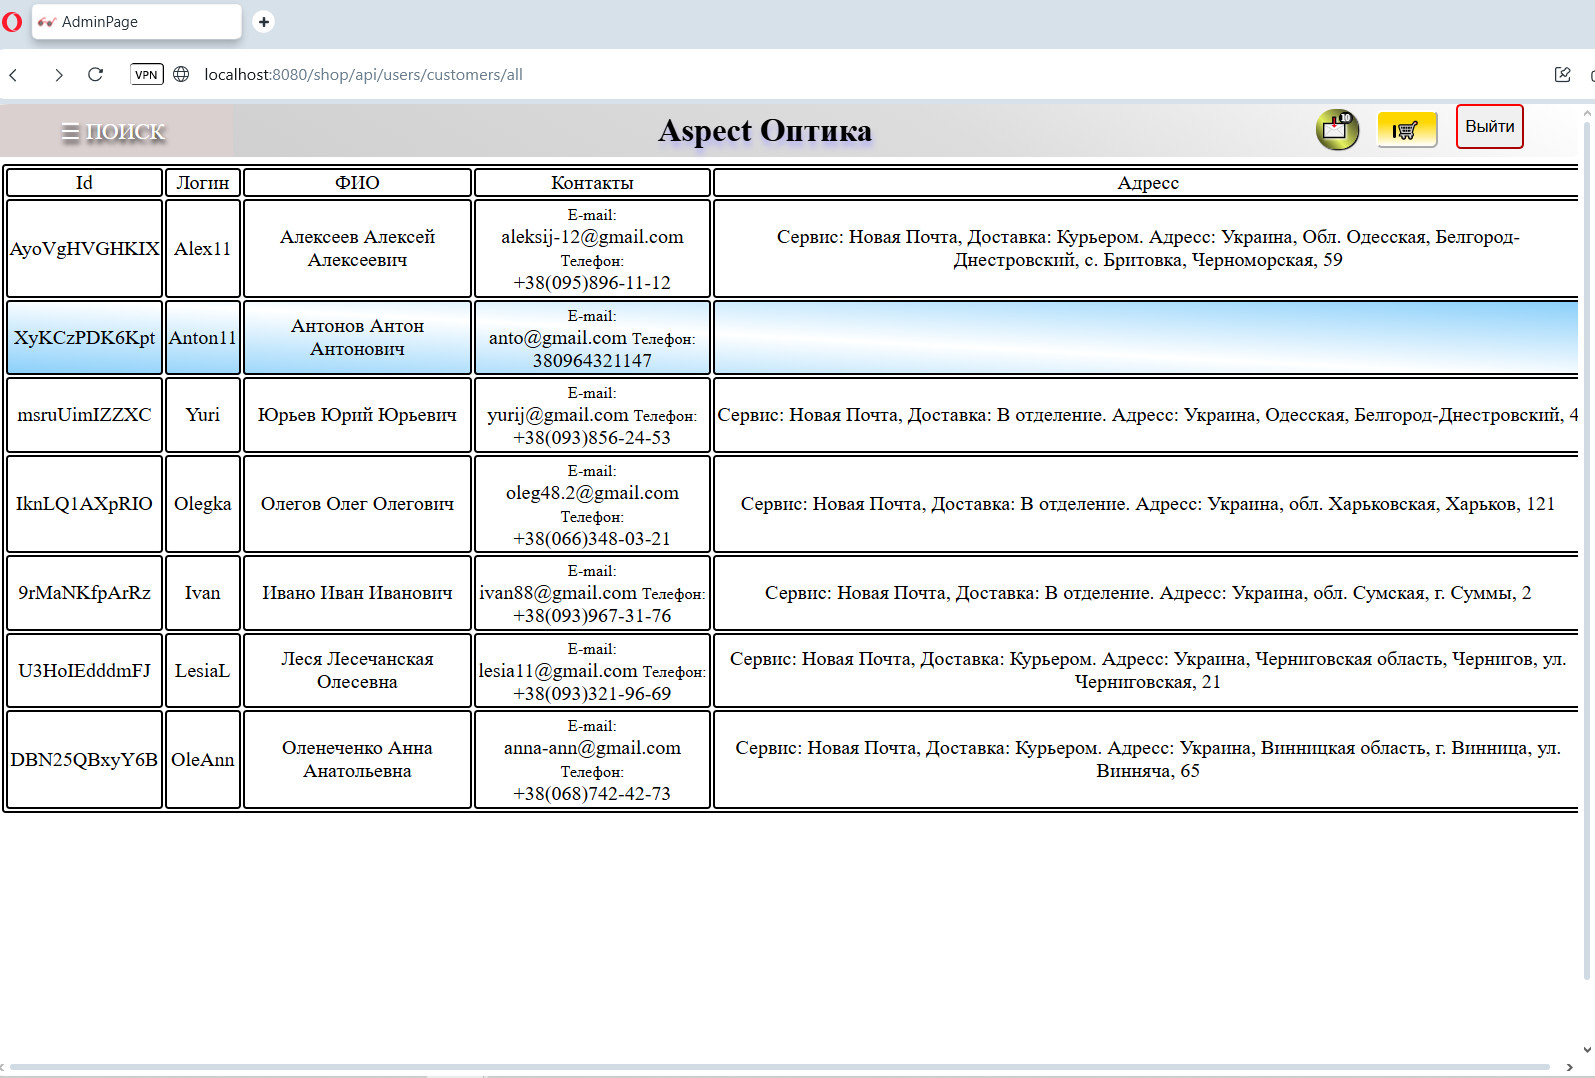 AdminPage
VPN localhost:8080/shop/api/users/customers/all
☰ ПОИСК
Aspect Оптика
10
Выйти
Id Логин ФИО Контакты Адресс
AyoVgHVGHKIX Alex11
Алексеев Алексей
Алексеевич
E-mail:
aleksij-12@gmail.com
Телефон:
+38(095)896-11-12
Сервис: Новая Почта, Доставка: Курьером. Адресс: Украина, Обл. Одесская, Белгород-
Днестровский, с. Бритовка, Черноморская, 59
XyKCzPDK6Kpt Anton11
Антонов Антон
Антонович
E-mail:
anto@gmail.com Телефон:
380964321147
msruUimIZZXC Yuri Юрьев Юрий Юрьевич
E-mail:
yurij@gmail.com Телефон:
+38(093)856-24-53
Сервис: Новая Почта, Доставка: В отделение. Адресс: Украина, Одесская, Белгород-Днестровский, 4
IknLQ1AXpRIO Olegka Олегов Олег Олегович
E-mail:
oleg48.2@gmail.com
Телефон:
+38(066)348-03-21
Сервис: Новая Почта, Доставка: В отделение. Адресс: Украина, обл. Харьковская, Харьков, 121
9rMaNKfpArRz Ivan Ивано Иван Иванович
E-mail:
ivan88@gmail.com Телефон:
+38(093)967-31-76
Сервис: Новая Почта, Доставка: В отделение. Адресс: Украина, обл. Сумская, г. Суммы, 2
U3HoIEdddmFJ LesiaL
Леся Лесечанская
Олесевна
E-mail:
lesia11@gmail.com Телефон:
+38(093)321-96-69
Сервис: Новая Почта, Доставка: Курьером. Адресс: Украина, Черниговская область, Чернигов, ул.
Черниговская, 21
DBN25QBxyY6B OleAnn
Оленеченко Анна
Анатольевна
E-mail:
anna-ann@gmail.com
Телефон:
+38(068)742-42-73
Сервис: Новая Почта, Доставка: Курьером. Адресс: Украина, Винницкая область, г. Винница, ул.
Винняча, 65